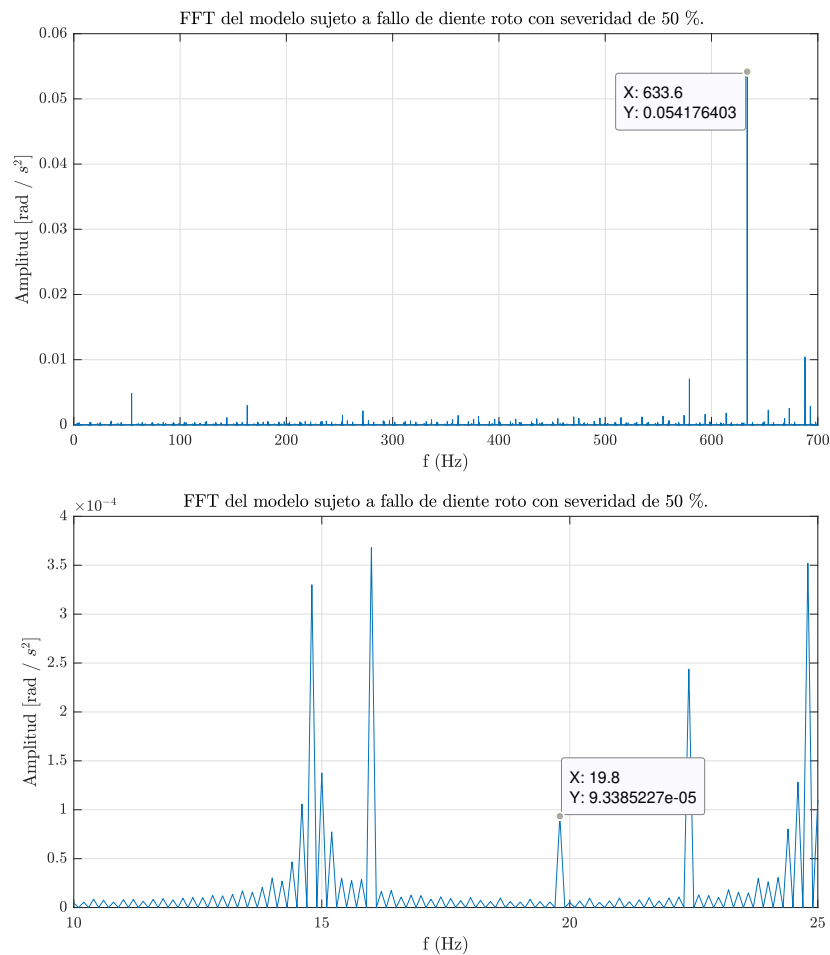 FFT del modelo sujeto a fallo de diente roto con severidad de 50 %.
0.06
0.05
0.04
0.03
0.02
0.01
0
Amplitud [rad / s²]
X: 633.6
Y: 0.054176403
0 100 200 300 400 500 600 700
f (Hz)
FFT del modelo sujeto a fallo de diente roto con severidad de 50 %.
×10⁻⁴
4
3.5
3
2.5
2
1.5
1
0.5
0
Amplitud [rad / s²]
X: 19.8
Y: 9.3385227e-05
10 15 20 25
f (Hz)